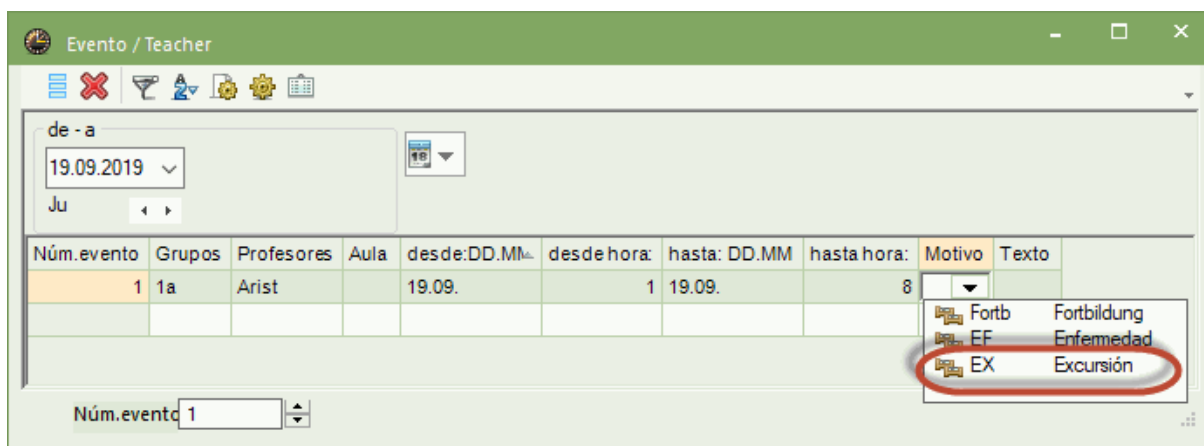 Evento / Teacher
de - a
19.09.2019
18
Ju
Núm.evento Grupos Profesores Aula desde:DD.MM desde hora: hasta: DD.MM hasta hora: Motivo Texto
1 1a Arist 19.09. 1 19.09. 8
Fortb Fortbildung
EF Enfermedad
EX Excursión
Núm.evento 1